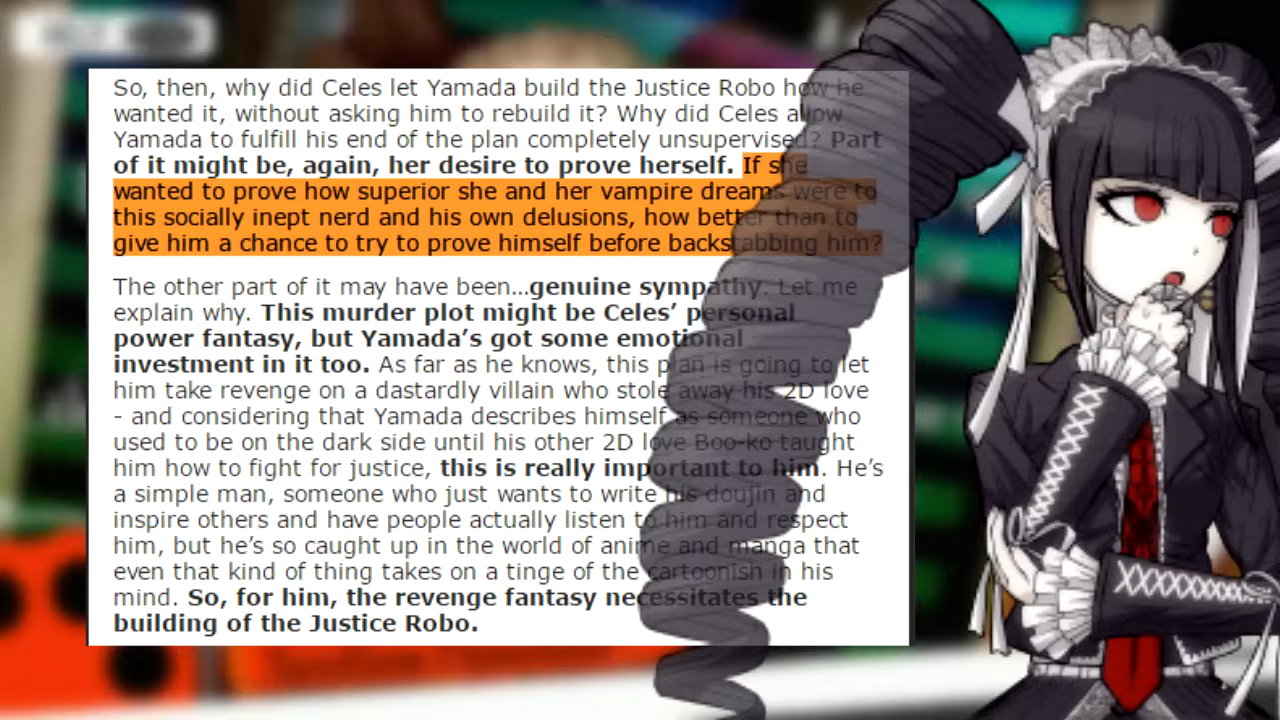 So, then, why did Celes let Yamada build the Justice Robo how he
wanted it, without asking him to rebuild it? Why did Celes allow
Yamada to fulfill his end of the plan completely unsupervised? Part
of it might be, again, her desire to prove herself. If she
wanted to prove how superior she and her vampire dreams were to
this socially inept nerd and his own delusions, how better than to
give him a chance to try to prove himself before backstabbing him?
The other part of it may have been...genuine sympathy. Let me
explain why. This murder plot might be Celes’ personal
power fantasy, but Yamada’s got some emotional
investment in it too. As far as he knows, this plan is going to let
him take revenge on a dastardly villain who stole away his 2D love
- and considering that Yamada describes himself as someone who
used to be on the dark side until his other 2D love Boo-ko taught
him how to fight for justice, this is really important to him. He’s
a simple man, someone who just wants to write his doujin and
inspire others and have people actually listen to him and respect
him, but he’s so caught up in the world of anime and manga that
even that kind of thing takes on a tinge of the cartoonish in his
mind. So, for him, the revenge fantasy necessitates the
building of the Justice Robo.